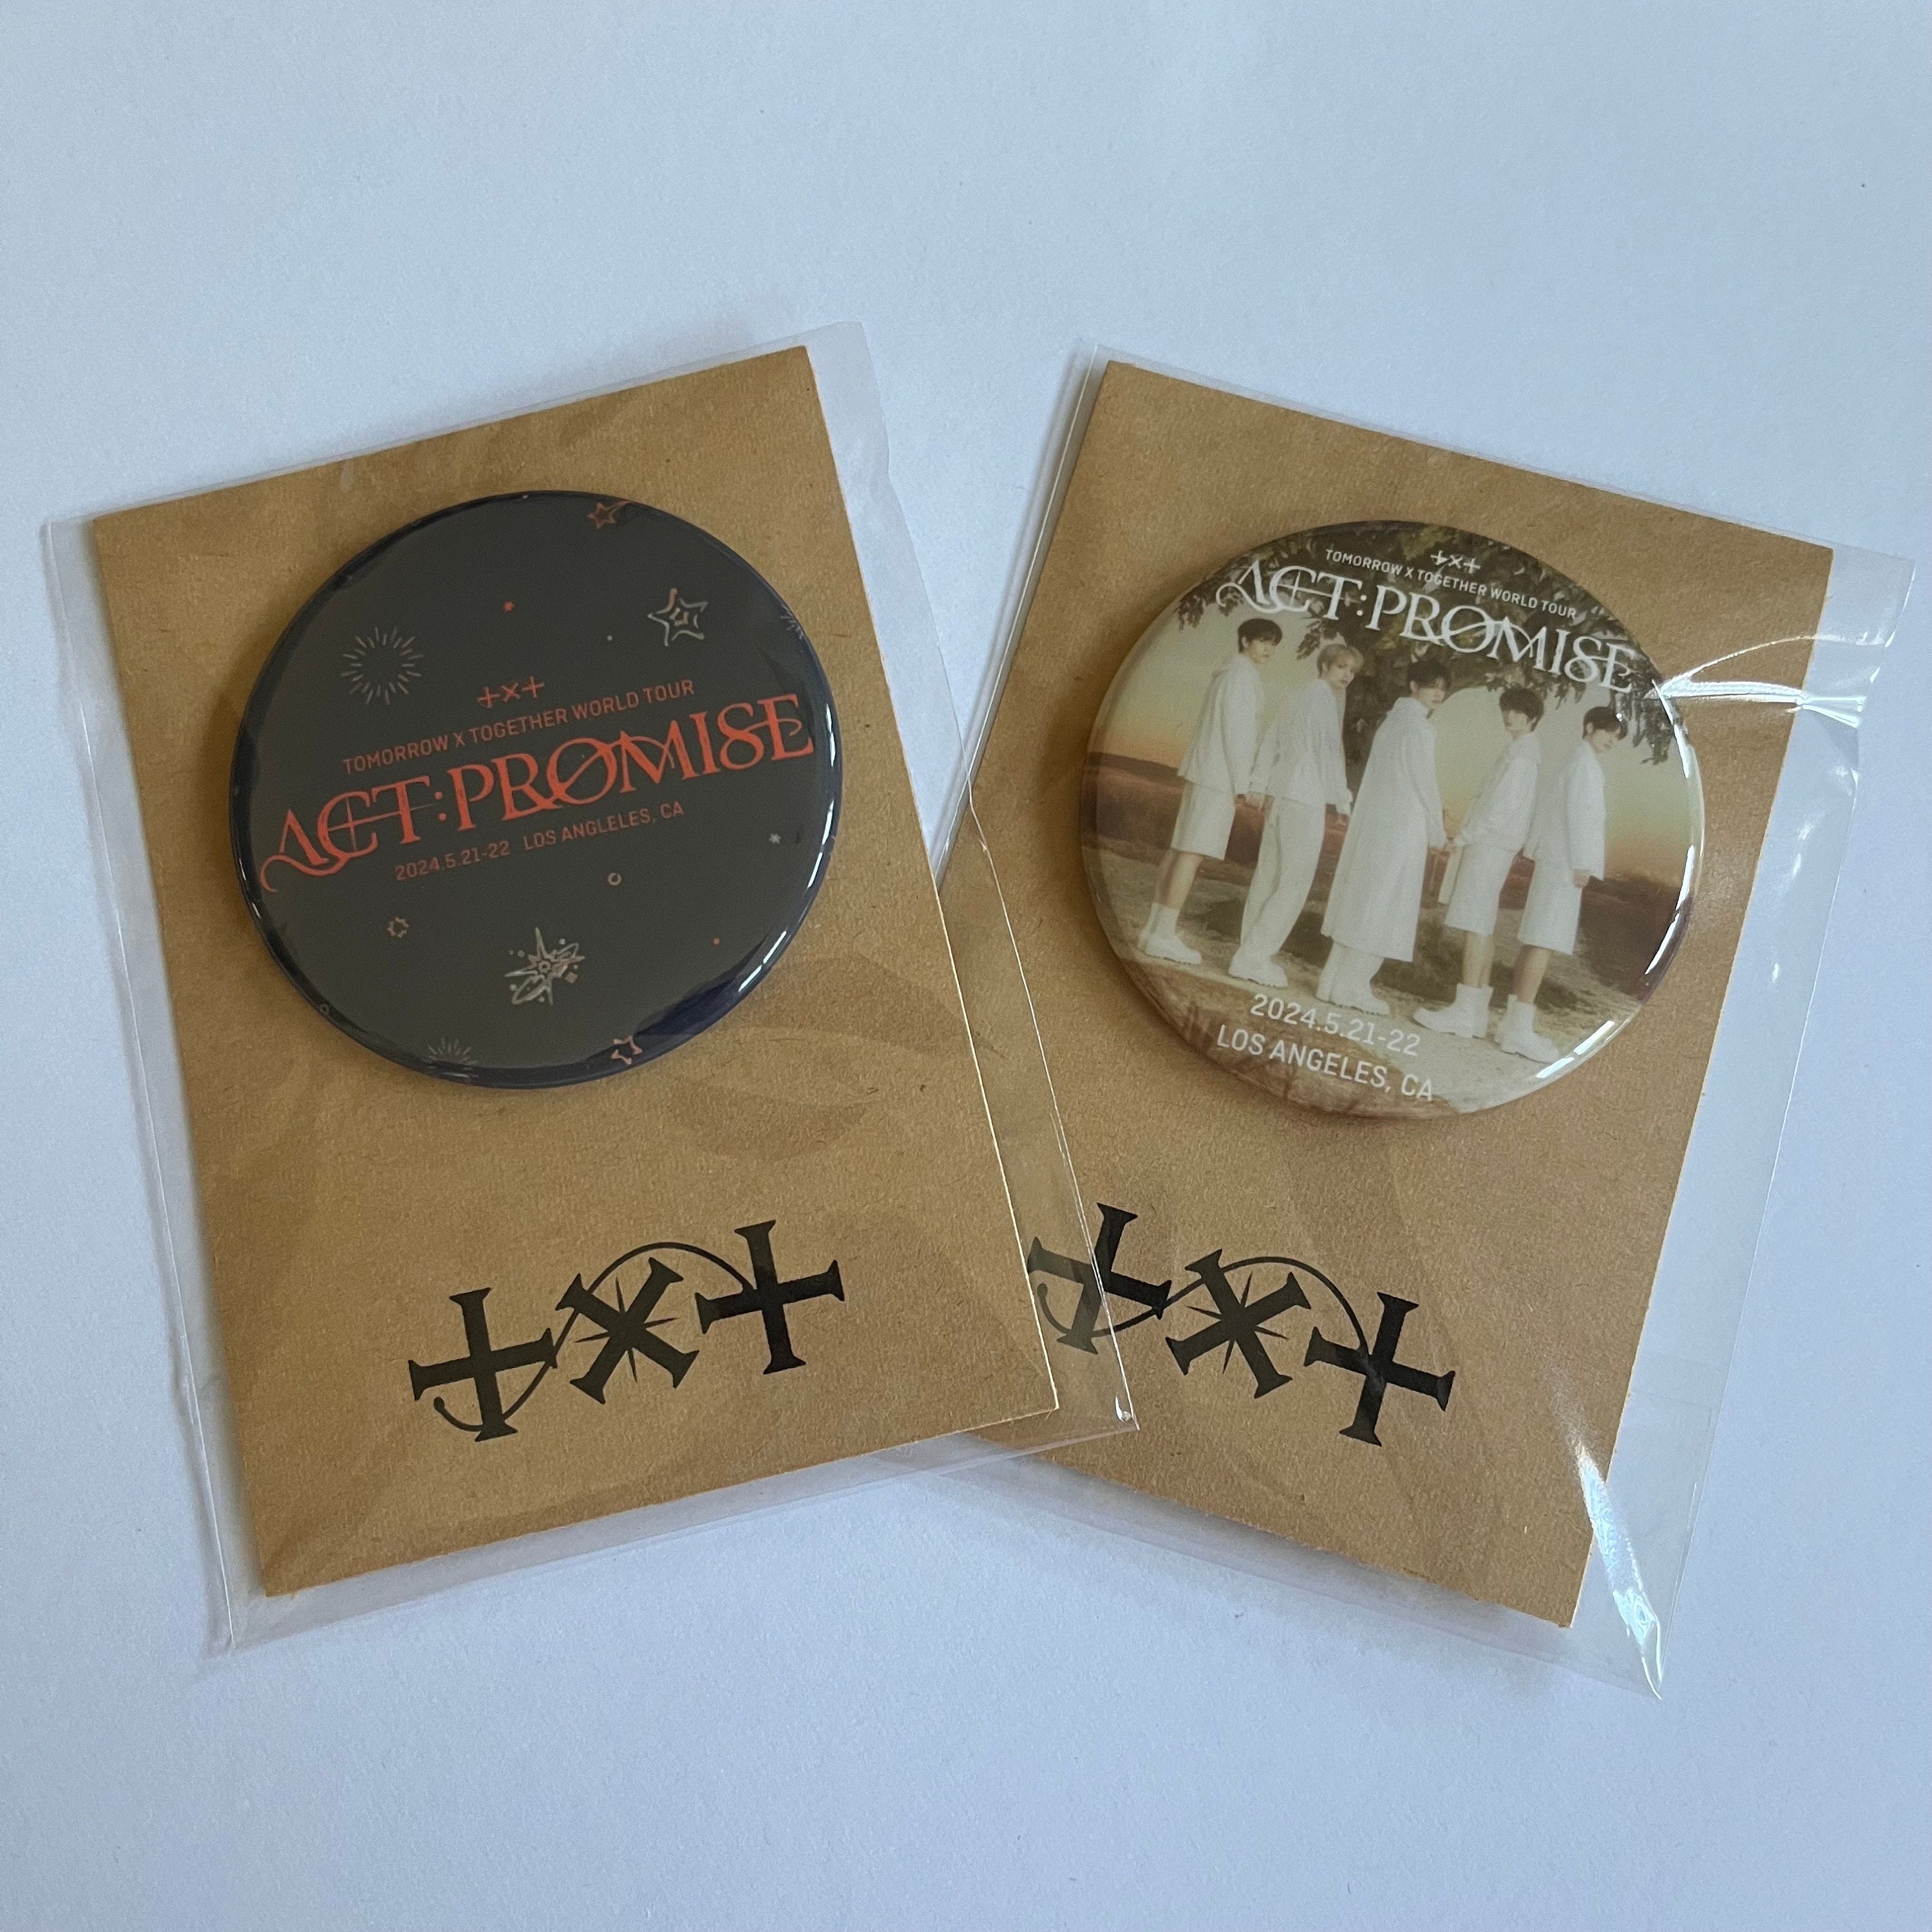 +×+
TOMORROW X TOGETHER WORLD TOUR
ACT:PROMISE
2024.5.21-22 LOS ANGLELES, CA
+×+
+×+
TOMORROW X TOGETHER WORLD TOUR
ACT:PROMISE
2024.5.21-22
LOS ANGELES, CA
+×+